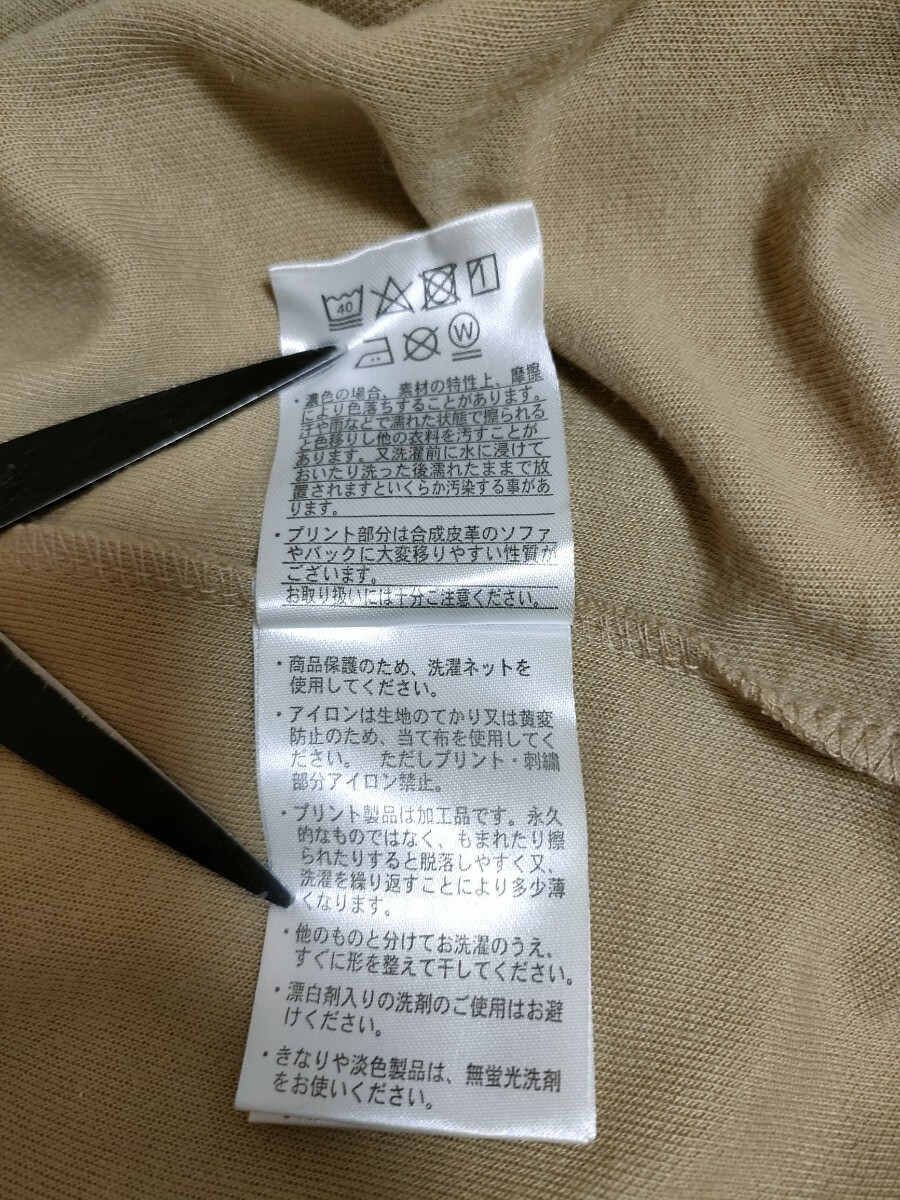 40
W
・濃色の場合、素材の特性上、摩擦
により色落ちすることがあります。
汗や雨などで濡れた状態で擦られる
と色移りし他の衣料を汚すことが
あります。又洗濯前に水に浸けて
おいたり洗った後濡れたままで放
置されますといくらか汚染する事があ
ります。
・プリント部分は合成皮革のソファ
やバックに大変移りやすい性質が
ございます。
お取り扱いには十分ご注意ください。
・商品保護のため、洗濯ネットを
使用してください。
・アイロンは生地のてかり又は黄変
防止のため、当て布を使用してく
ださい。 ただしプリント・刺繍
部分アイロン禁止。
・プリント製品は加工品です。永久
的なものではなく、もまれたり擦
られたりすると脱落しやすく又、
洗濯を繰り返すことにより多少薄
くなります。
・他のものと分けてお洗濯のうえ、
すぐに形を整えて干してください。
・漂白剤入りの洗剤のご使用はお避
けください。
・きなりや淡色製品は、無蛍光洗剤
をお使いください。